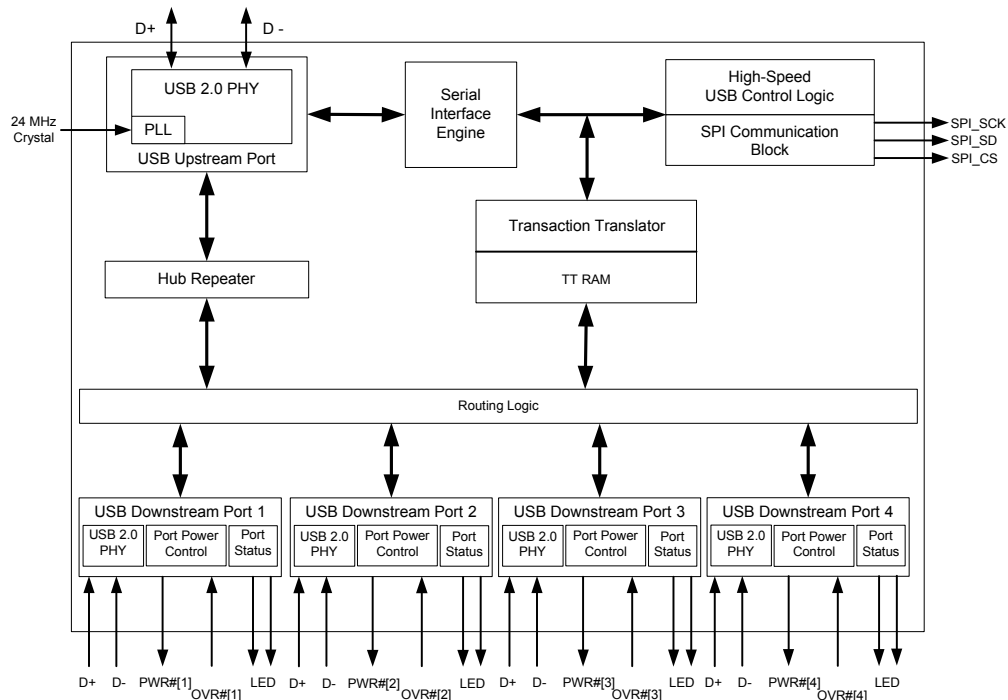 D+
D -
USB 2.0 PHY
PLL
USB Upstream Port
24 MHz
Crystal
Serial
Interface
Engine
High-Speed
USB Control Logic
SPI Communication
Block
SPI_SCK
SPI_SD
SPI_CS
Transaction Translator
TT RAM
Hub Repeater
Routing Logic
USB Downstream Port 1
USB 2.0
PHY
Port Power
Control
Port
Status
USB Downstream Port 2
USB 2.0
PHY
Port Power
Control
Port
Status
USB Downstream Port 3
USB 2.0
PHY
Port Power
Control
Port
Status
USB Downstream Port 4
USB 2.0
PHY
Port Power
Control
Port
Status
D+
D-
PWR#[1]
OVR#[1]
LED
D+
D-
PWR#[2]
OVR#[2]
LED
D+
D-
PWR#[3]
OVR#[3]
LED
D+
D-
PWR#[4]
OVR#[4]
LED